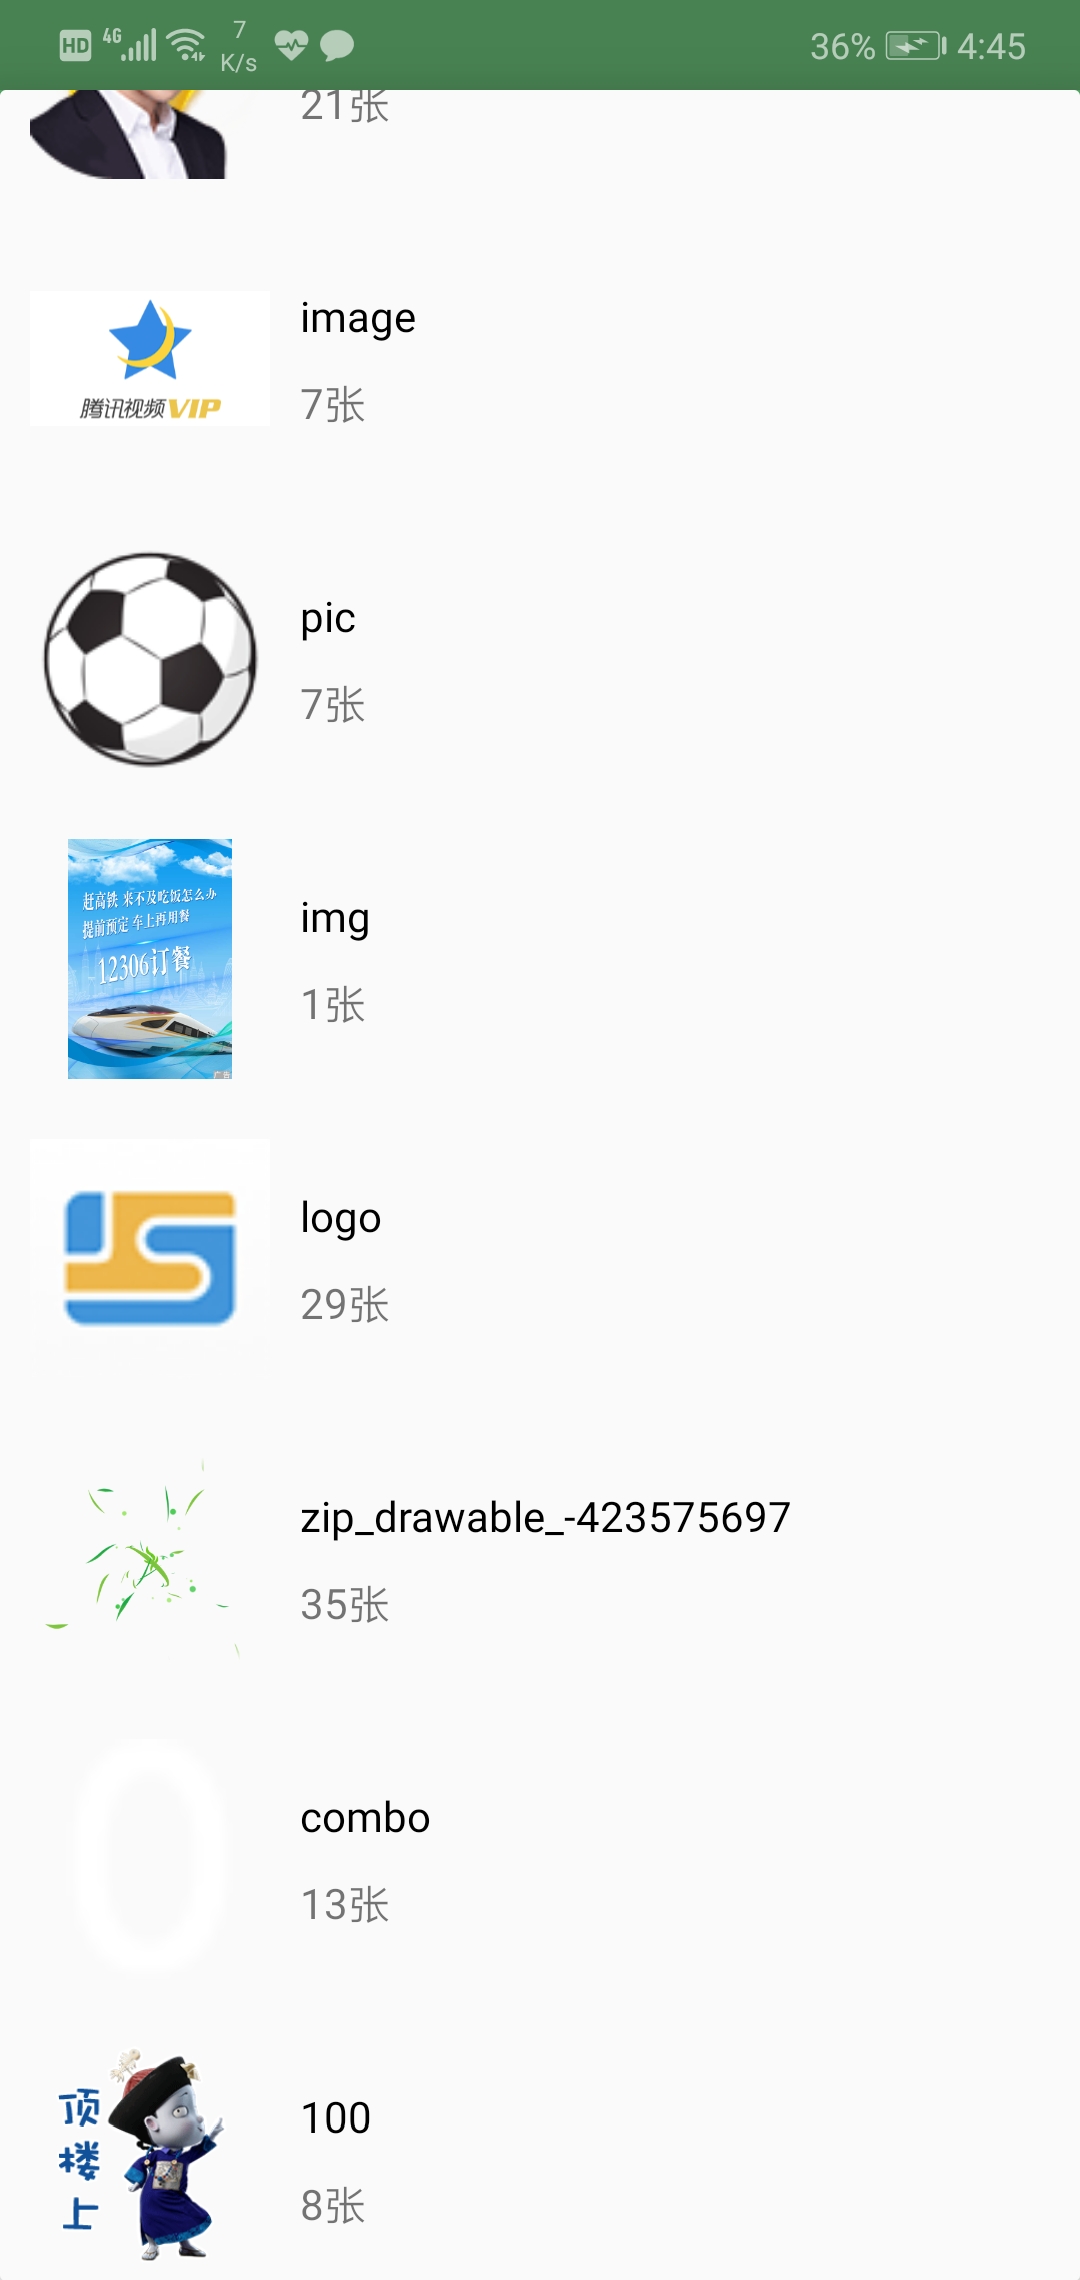 HD 4G 7 K/s 36% 4:45
21张
image
腾讯视频VIP
7张
pic
7张
赶高铁 来不及吃饭怎么办
提前预定 车上再用餐
12306订餐
广告
img
1张
logo
29张
zip_drawable_-423575697
35张
0
combo
13张
顶楼上
100
8张